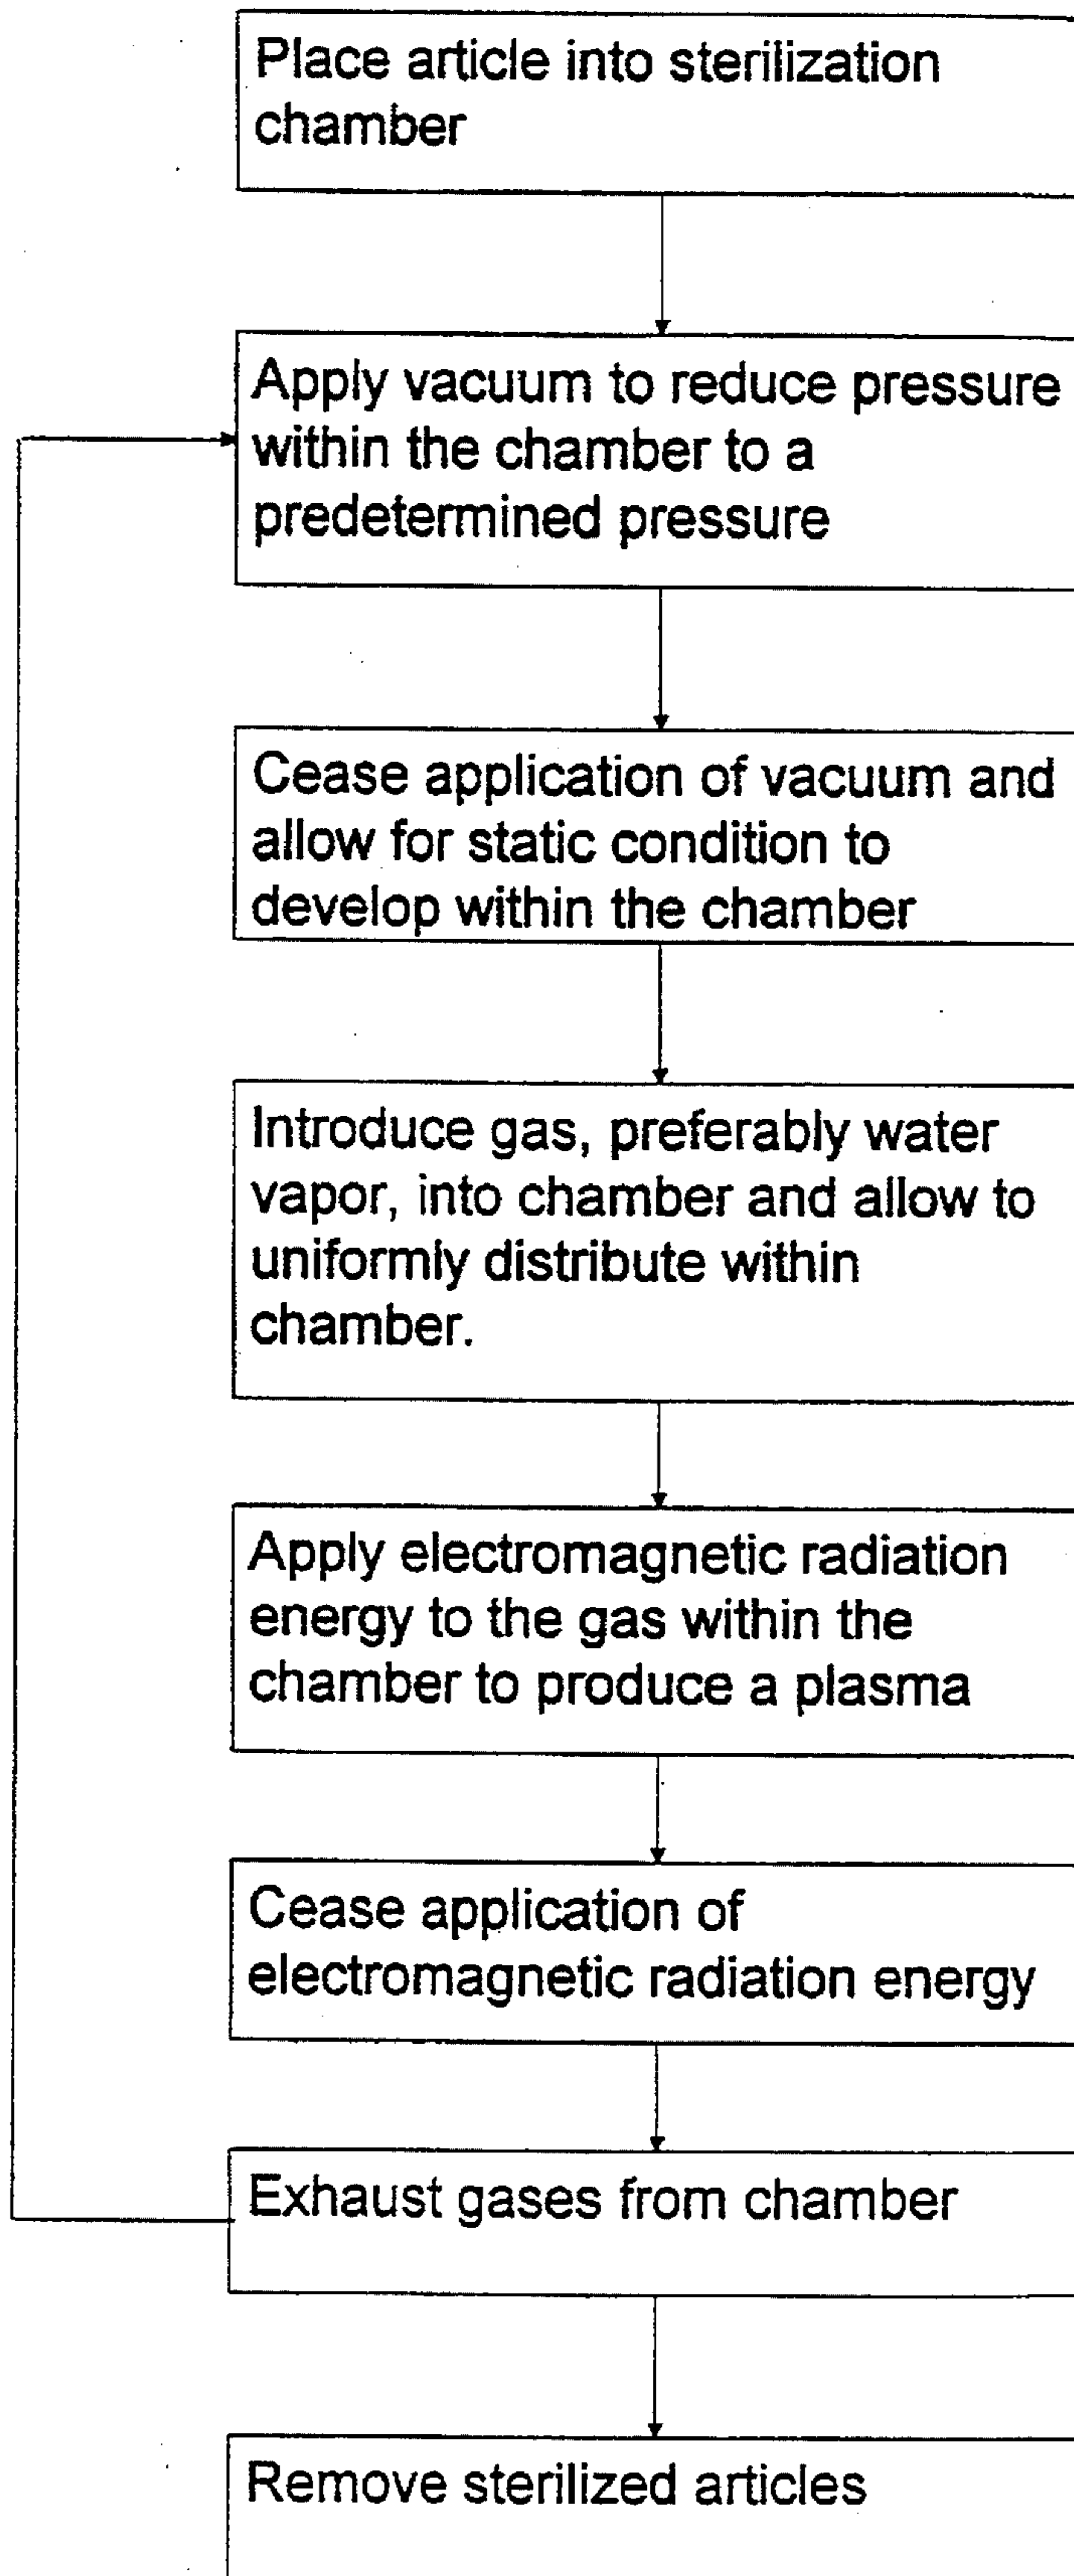 Place article into sterilization
chamber
Apply vacuum to reduce pressure
within the chamber to a
predetermined pressure
Cease application of vacuum and
allow for static condition to
develop within the chamber
Introduce gas, preferably water
vapor, into chamber and allow to
uniformly distribute within
chamber.
Apply electromagnetic radiation
energy to the gas within the
chamber to produce a plasma
Cease application of
electromagnetic radiation energy
Exhaust gases from chamber
Remove sterilized articles